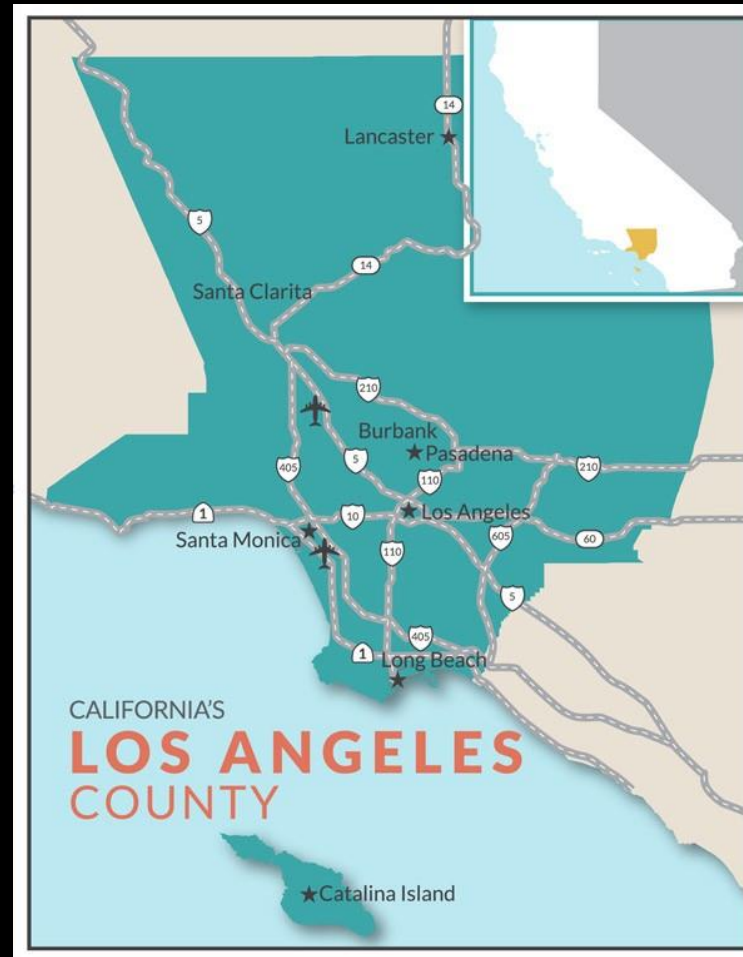 14
Lancaster
5
14
Santa Clarita
210
Burbank
Pasadena
405
5
110
210
1
10
Los Angeles
Santa Monica
110
605
60
5
405
1
Long Beach
CALIFORNIA'S
LOS ANGELES
COUNTY
Catalina Island